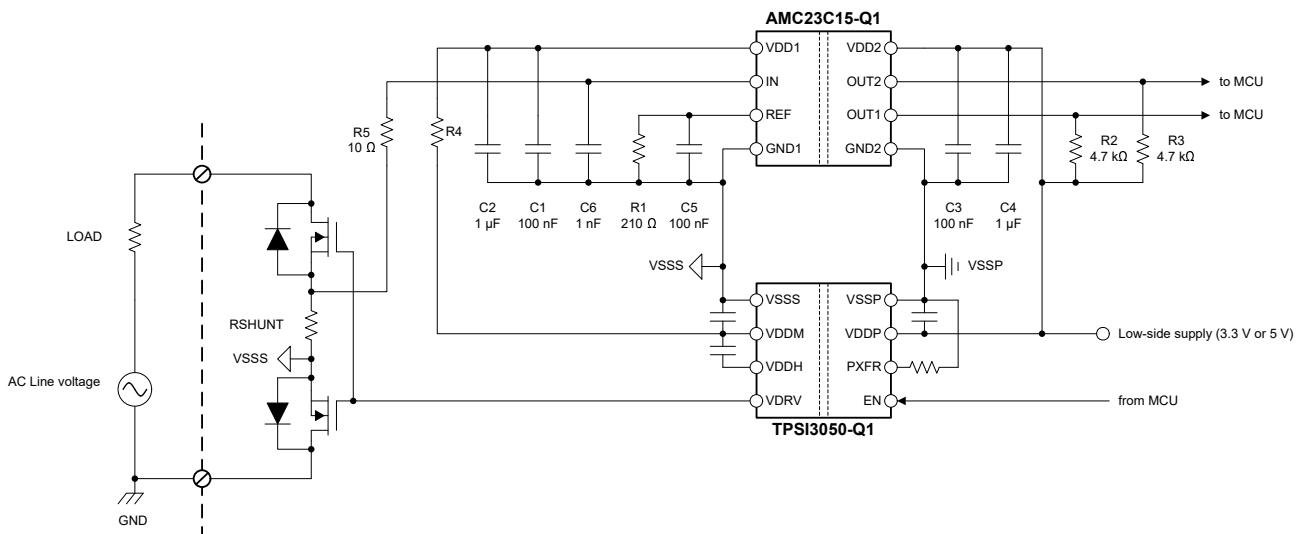 AMC23C15-Q1
VDD1
VDD2
IN
OUT2
to MCU
REF
OUT1
to MCU
GND1
GND2
R5
10 Ω
R4
R2
4.7 kΩ
R3
4.7 kΩ
C2
1 µF
C1
100 nF
C6
1 nF
R1
210 Ω
C5
100 nF
C3
100 nF
C4
1 µF
LOAD
VSSS
VSSP
VSSS
VSSP
RSHUNT
VDDM
VDDP
Low-side supply (3.3 V or 5 V)
VSSS
VDDH
PXFR
AC Line voltage
VDRV
EN
from MCU
TPSI3050-Q1
GND